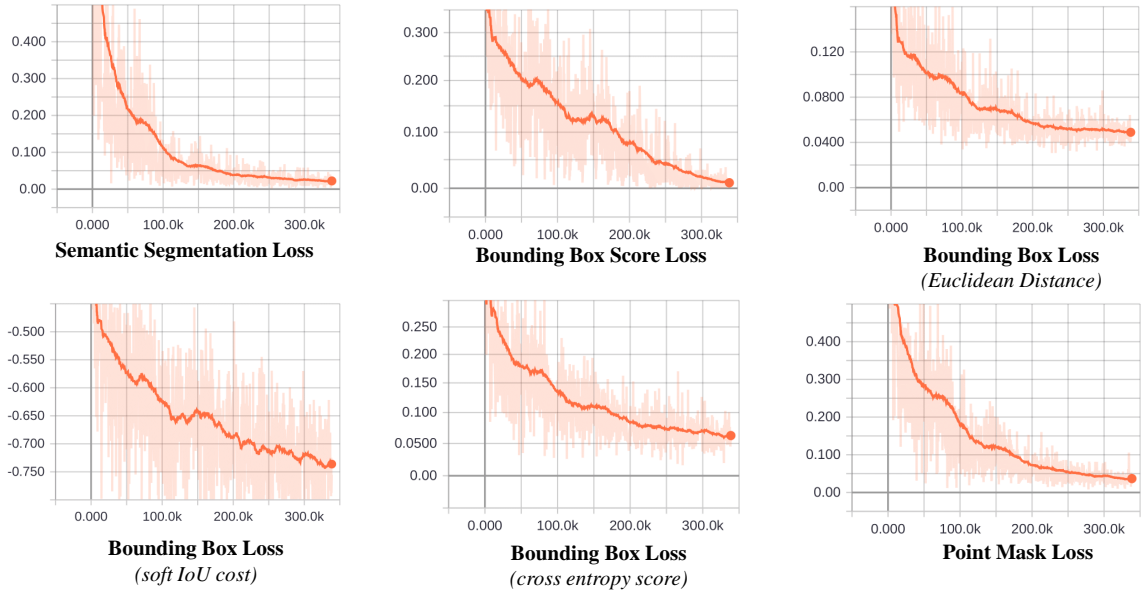 0.400
0.300
0.200
0.100
0.00
0.000 100.0k 200.0k 300.0k
Semantic Segmentation Loss
0.300
0.200
0.100
0.00
0.000 100.0k 200.0k 300.0k
Bounding Box Score Loss
0.120
0.0800
0.0400
0.00
0.000 100.0k 200.0k 300.0k
Bounding Box Loss
(Euclidean Distance)
-0.500
-0.550
-0.600
-0.650
-0.700
-0.750
0.000 100.0k 200.0k 300.0k
Bounding Box Loss
(soft IoU cost)
0.250
0.200
0.150
0.100
0.0500
0.00
0.000 100.0k 200.0k 300.0k
Bounding Box Loss
(cross entropy score)
0.400
0.300
0.200
0.100
0.00
0.000 100.0k 200.0k 300.0k
Point Mask Loss